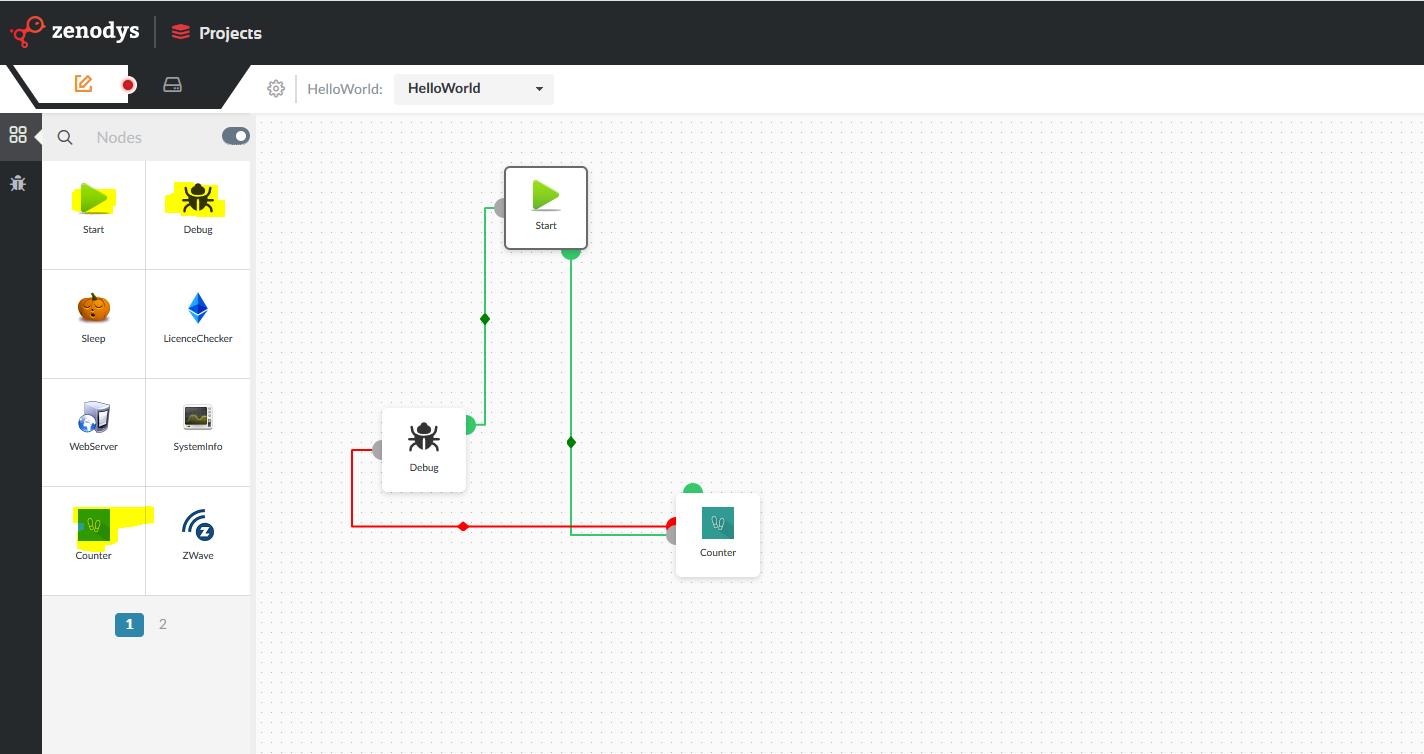 zenodys
Projects
HelloWorld:
HelloWorld
Nodes
Start
Debug
Sleep
LicenceChecker
WebServer
SystemInfo
Counter
ZWave
1
2
Start
Debug
Counter